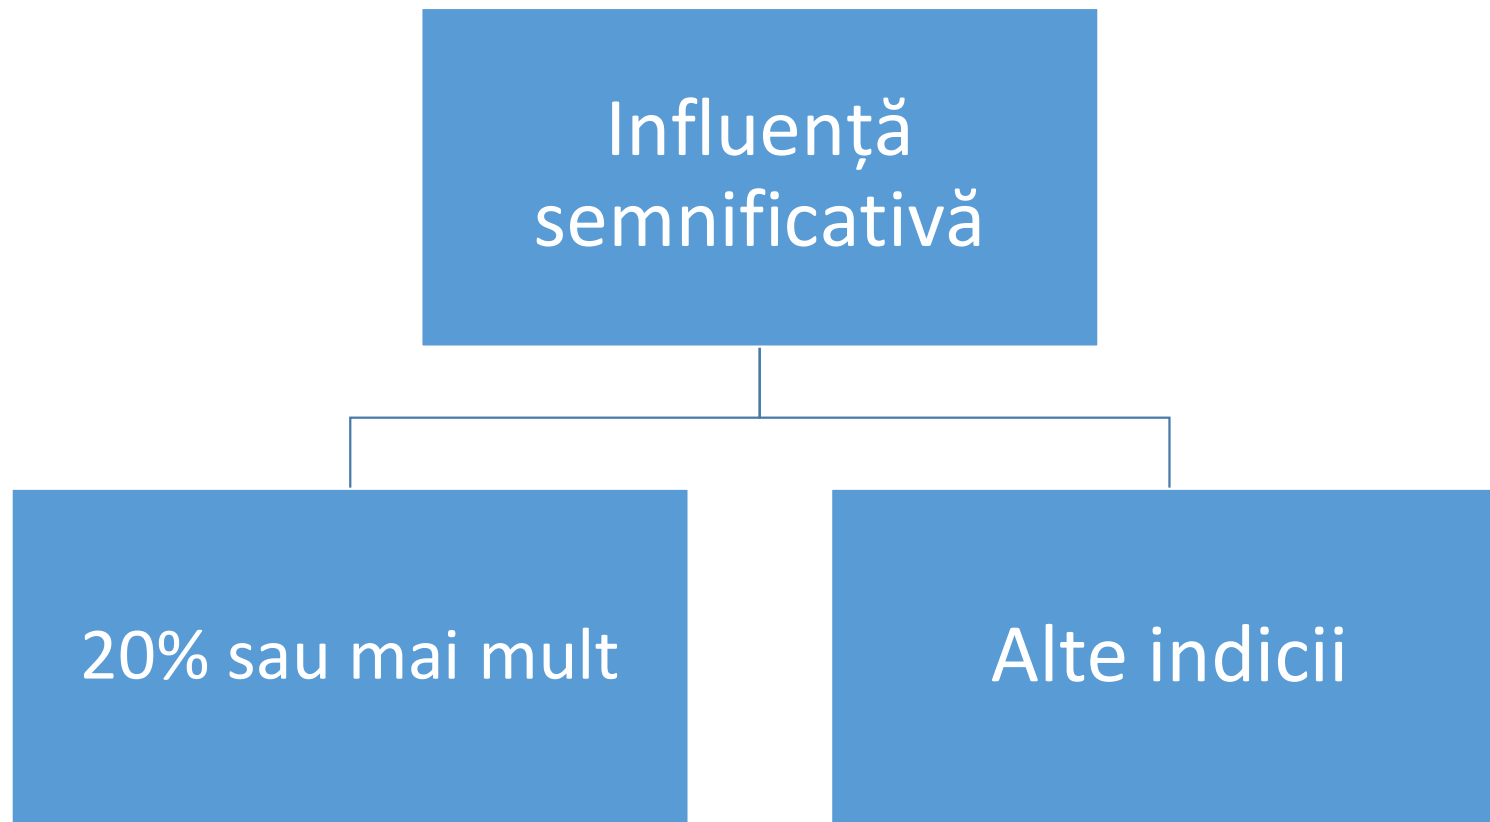 Influență
semnificativă
20% sau mai mult
Alte indicii